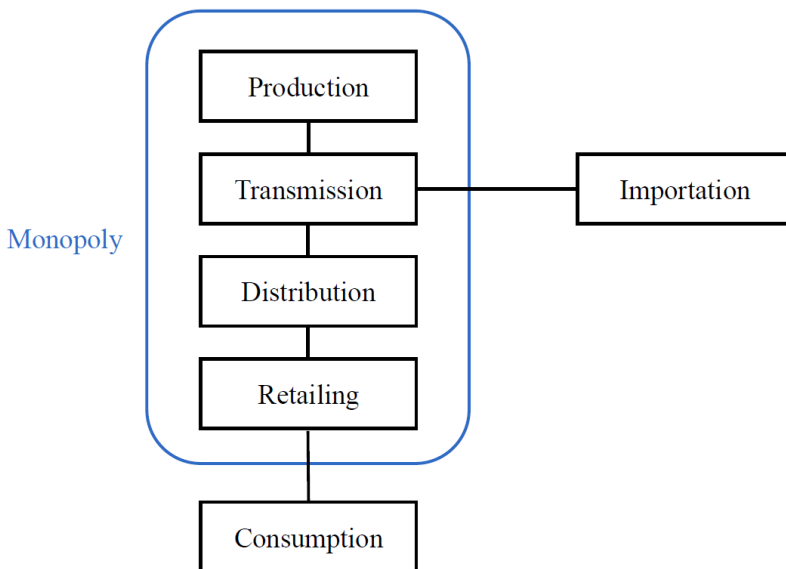 Production
Transmission
Importation
Monopoly
Distribution
Retailing
Consumption